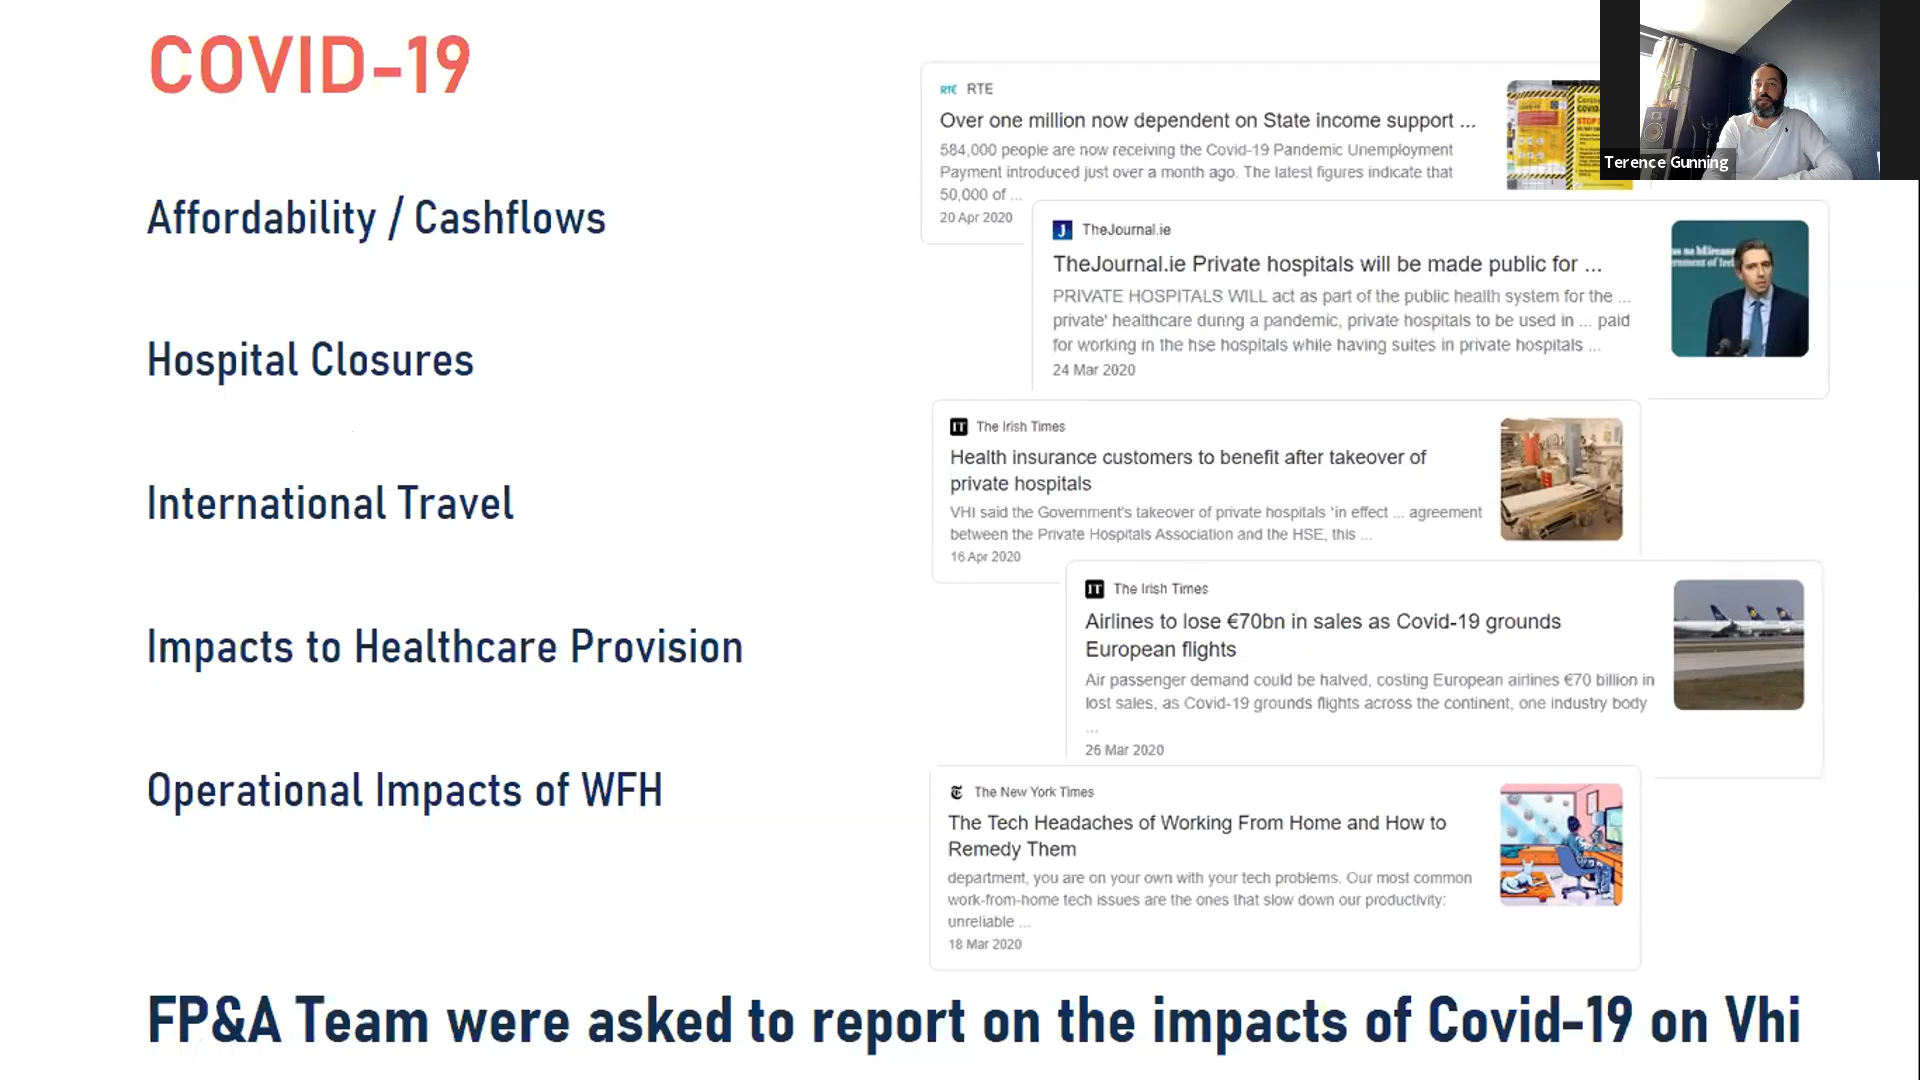 COVID-19
Affordability / Cashflows
Hospital Closures
International Travel
Impacts to Healthcare Provision
Operational Impacts of WFH
RTE RTE
Over one million now dependent on State income support ...
584,000 people are now receiving the Covid-19 Pandemic Unemployment
Payment introduced just over a month ago. The latest figures indicate that
50,000 of ...
20 Apr 2020
COVID
STOP
Terence Gunning
J TheJournal.ie
TheJournal.ie Private hospitals will be made public for ...
PRIVATE HOSPITALS WILL act as part of the public health system for the ...
private' healthcare during a pandemic, private hospitals to be used in ... paid
for working in the hse hospitals while having suites in private hospitals ...
24 Mar 2020
IT The Irish Times
Health insurance customers to benefit after takeover of
private hospitals
VHI said the Government's takeover of private hospitals 'in effect ... agreement
between the Private Hospitals Association and the HSE, this ...
16 Apr 2020
IT The Irish Times
Airlines to lose €70bn in sales as Covid-19 grounds
European flights
Air passenger demand could be halved, costing European airlines €70 billion in
lost sales, as Covid-19 grounds flights across the continent, one industry body
...
26 Mar 2020
The New York Times
The Tech Headaches of Working From Home and How to
Remedy Them
department, you are on your own with your tech problems. Our most common
work-from-home tech issues are the ones that slow down our productivity:
unreliable ...
18 Mar 2020
FP&A Team were asked to report on the impacts of Covid-19 on Vhi